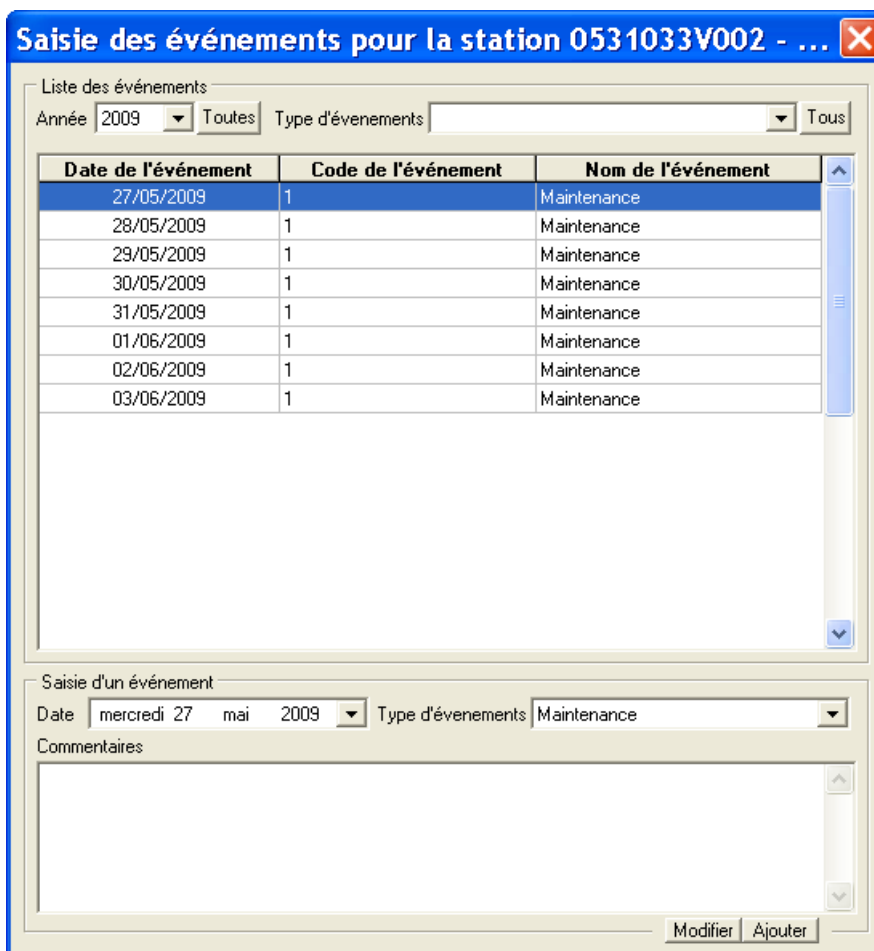 Saisie des événements pour la station 0531033V002 - ...
Liste des événements
Année 2009 Toutes Type d'évenements Tous
Date de l'événement Code de l'événement Nom de l'événement
27/05/2009 1 Maintenance
28/05/2009 1 Maintenance
29/05/2009 1 Maintenance
30/05/2009 1 Maintenance
31/05/2009 1 Maintenance
01/06/2009 1 Maintenance
02/06/2009 1 Maintenance
03/06/2009 1 Maintenance
Saisie d'un événement
Date mercredi 27 mai 2009 Type d'évenements Maintenance
Commentaires
Modifier Ajouter